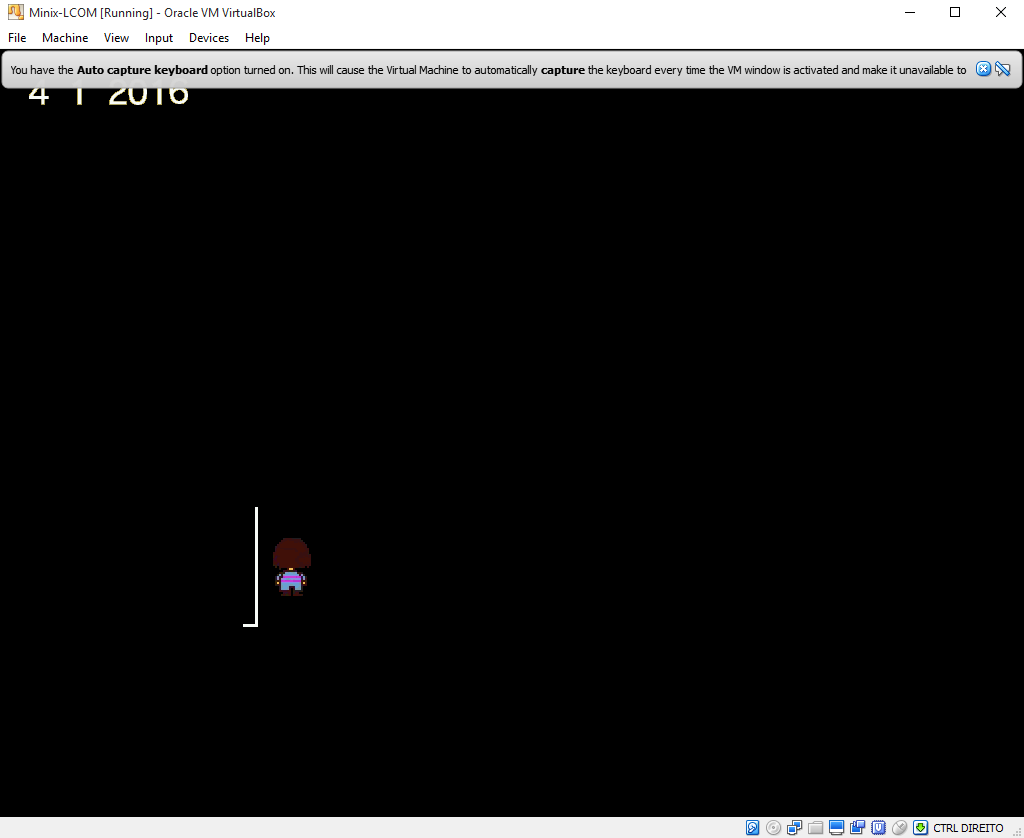 Minix-LCOM [Running] - Oracle VM VirtualBox
File Machine View Input Devices Help
You have the Auto capture keyboard option turned on. This will cause the Virtual Machine to automatically capture the keyboard every time the VM window is activated and make it unavailable to
4 1 2016
CTRL DIREITO